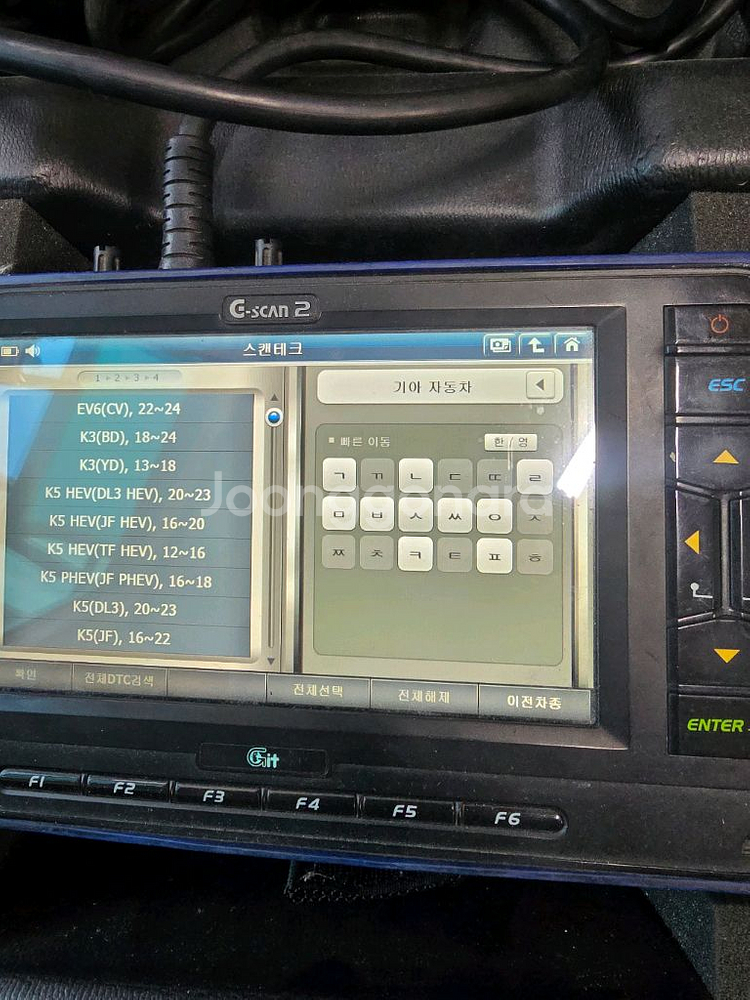 G-scan 2
스캔테크
1 2 3 4
기아 자동차
EV6(CV), 22~24
K3(BD), 18~24
K3(YD), 13~18
K5 HEV(DL3 HEV), 20~23
K5 HEV(JF HEV), 16~20
K5 HEV(TF HEV), 12~16
K5 PHEV(JF PHEV), 16~18
K5(DL3), 20~23
K5(JF), 16~22
빠른 이동
한 / 영
ㄱ ㄲ ㄴ ㄷ ㄸ ㄹ
ㅁ ㅂ ㅅ ㅆ ㅇ ㅈ
ㅉ ㅊ ㅋ ㅌ ㅍ ㅎ
Joonggonara
확인 전체DTC검색 전체선택 전체해제 이전차종
Git
F1 F2 F3 F4 F5 F6
ESC
ENTER